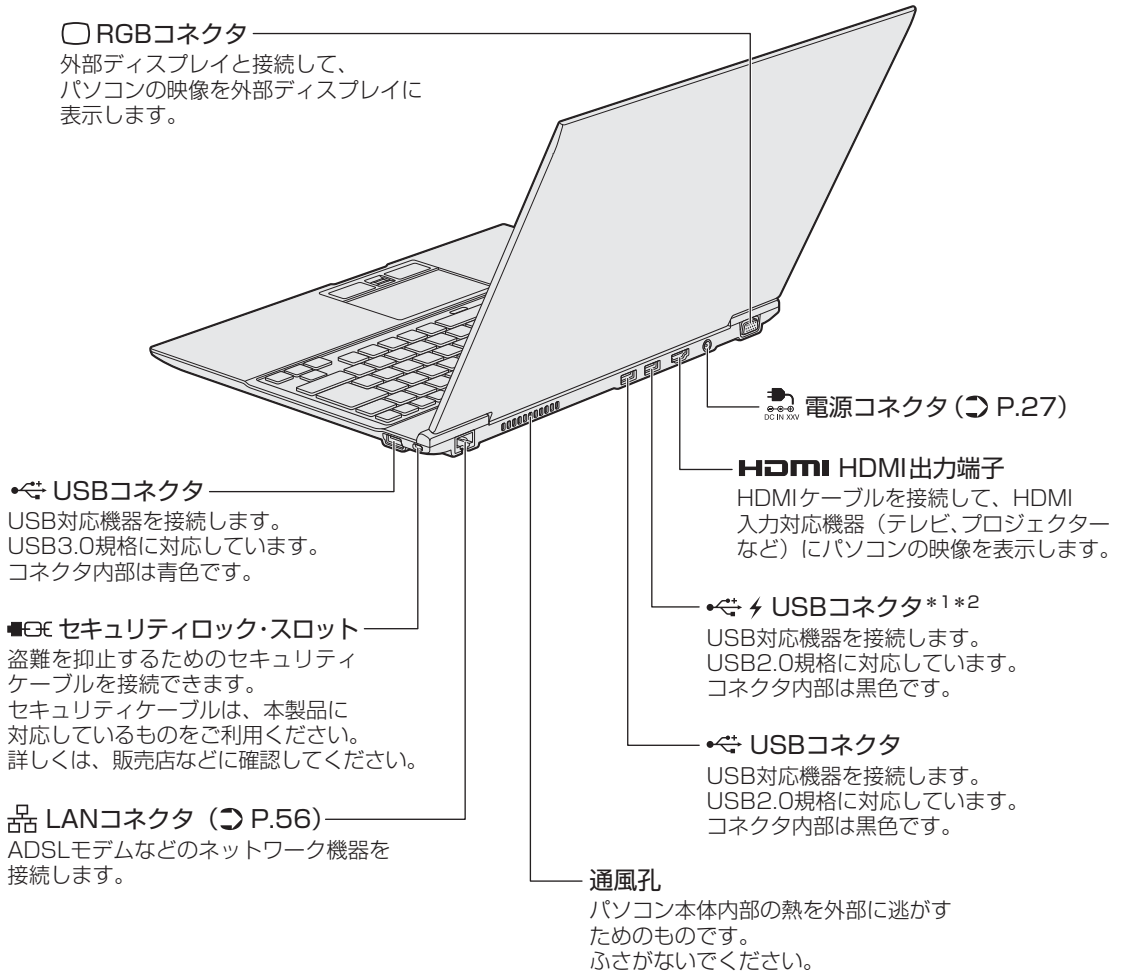 RGBコネクタ
外部ディスプレイと接続して、
パソコンの映像を外部ディスプレイに
表示します。
DC IN XXV
電源コネクタ（ P.27）
HDMI HDMI出力端子
HDMIケーブルを接続して、HDMI
入力対応機器（テレビ、プロジェクター
など）にパソコンの映像を表示します。
USBコネクタ
USB対応機器を接続します。
USB3.0規格に対応しています。
コネクタ内部は青色です。
セキュリティロック・スロット
盗難を抑止するためのセキュリティ
ケーブルを接続できます。
セキュリティケーブルは、本製品に
対応しているものをご利用ください。
詳しくは、販売店などに確認してください。
LANコネクタ（ P.56）
ADSLモデムなどのネットワーク機器を
接続します。
USBコネクタ*1*2
USB対応機器を接続します。
USB2.0規格に対応しています。
コネクタ内部は黒色です。
USBコネクタ
USB対応機器を接続します。
USB2.0規格に対応しています。
コネクタ内部は黒色です。
通風孔
パソコン本体内部の熱を外部に逃がす
ためのものです。
ふさがないでください。